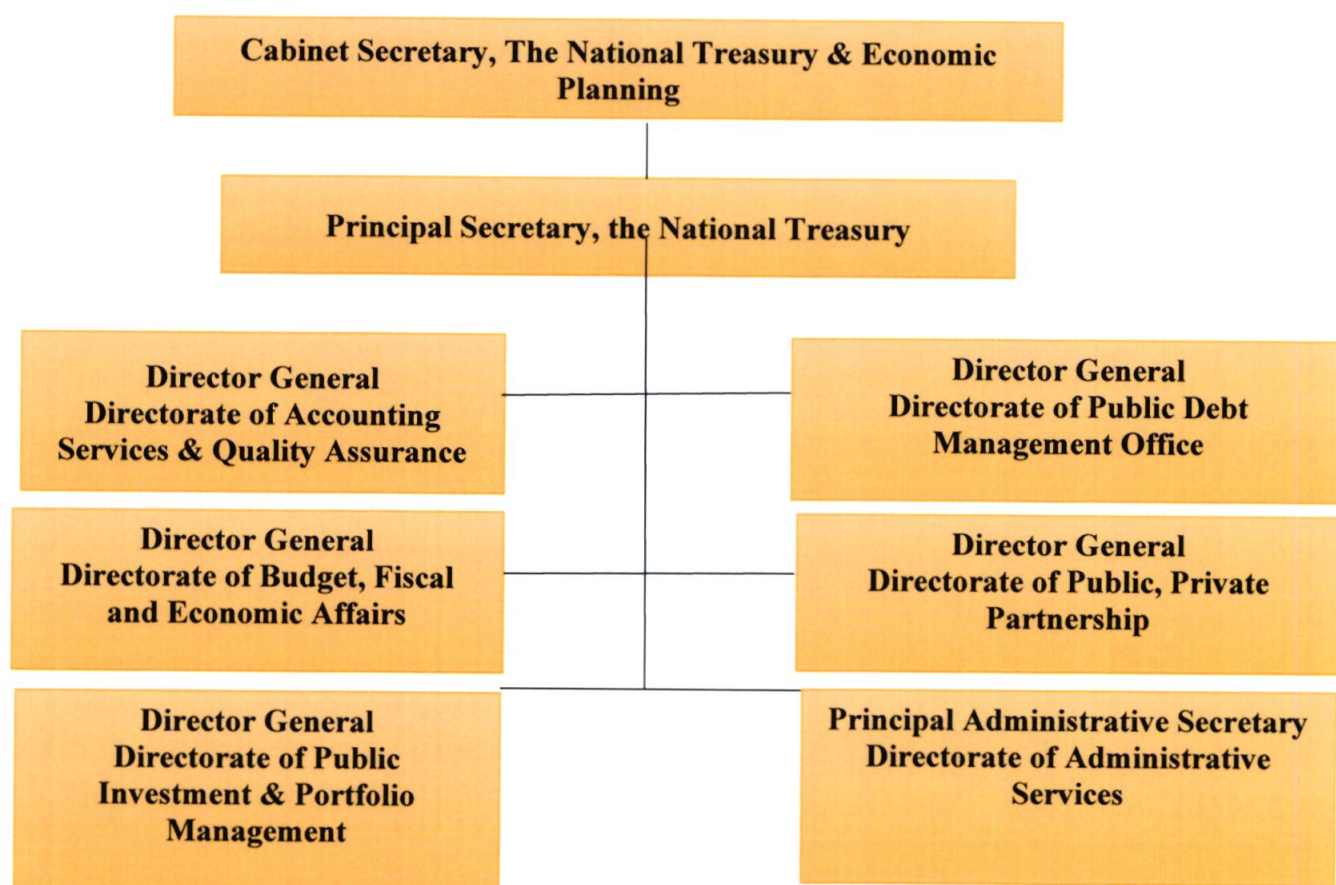 Cabinet Secretary, The National Treasury & Economic
Planning
Principal Secretary, the National Treasury
Director General
Directorate of Accounting
Services & Quality Assurance
Director General
Directorate of Public Debt
Management Office
Director General
Directorate of Budget, Fiscal
and Economic Affairs
Director General
Directorate of Public, Private
Partnership
Director General
Directorate of Public
Investment & Portfolio
Management
Principal Administrative Secretary
Directorate of Administrative
Services